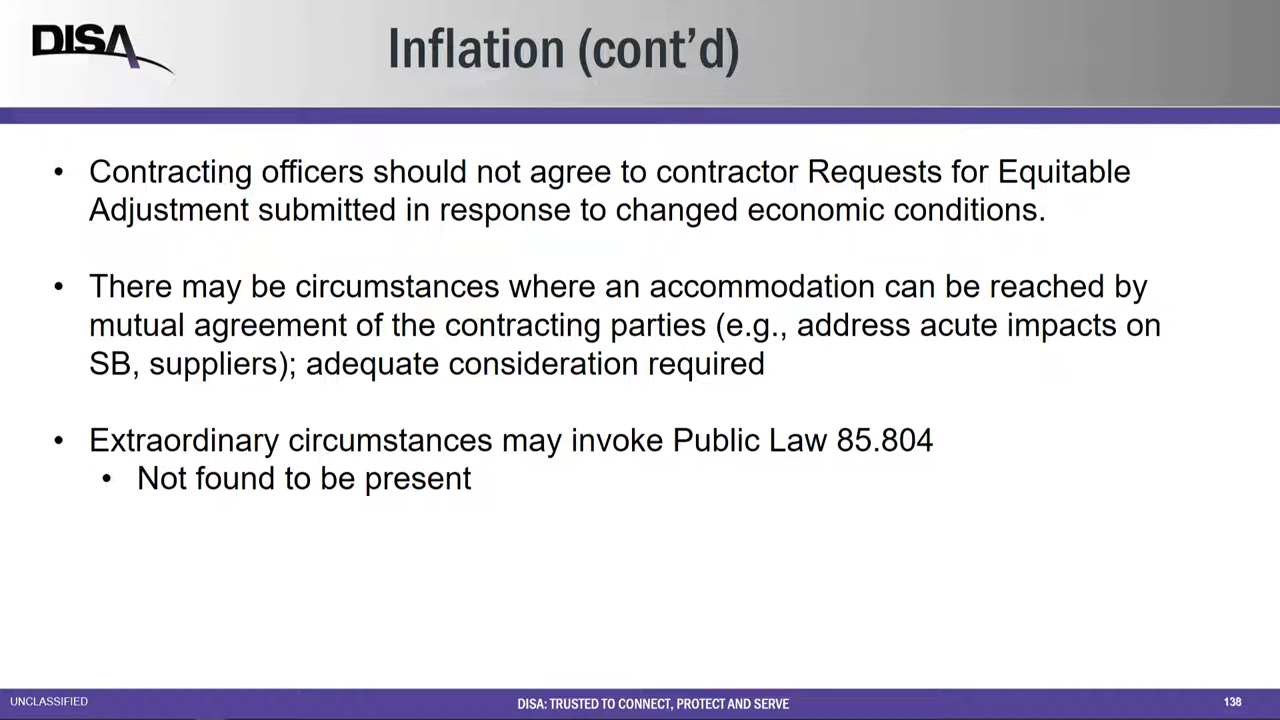 DISA
Inflation (cont’d)
• Contracting officers should not agree to contractor Requests for Equitable
Adjustment submitted in response to changed economic conditions.
• There may be circumstances where an accommodation can be reached by
mutual agreement of the contracting parties (e.g., address acute impacts on
SB, suppliers); adequate consideration required
• Extraordinary circumstances may invoke Public Law 85.804
• Not found to be present
UNCLASSIFIED
DISA: TRUSTED TO CONNECT, PROTECT AND SERVE
138